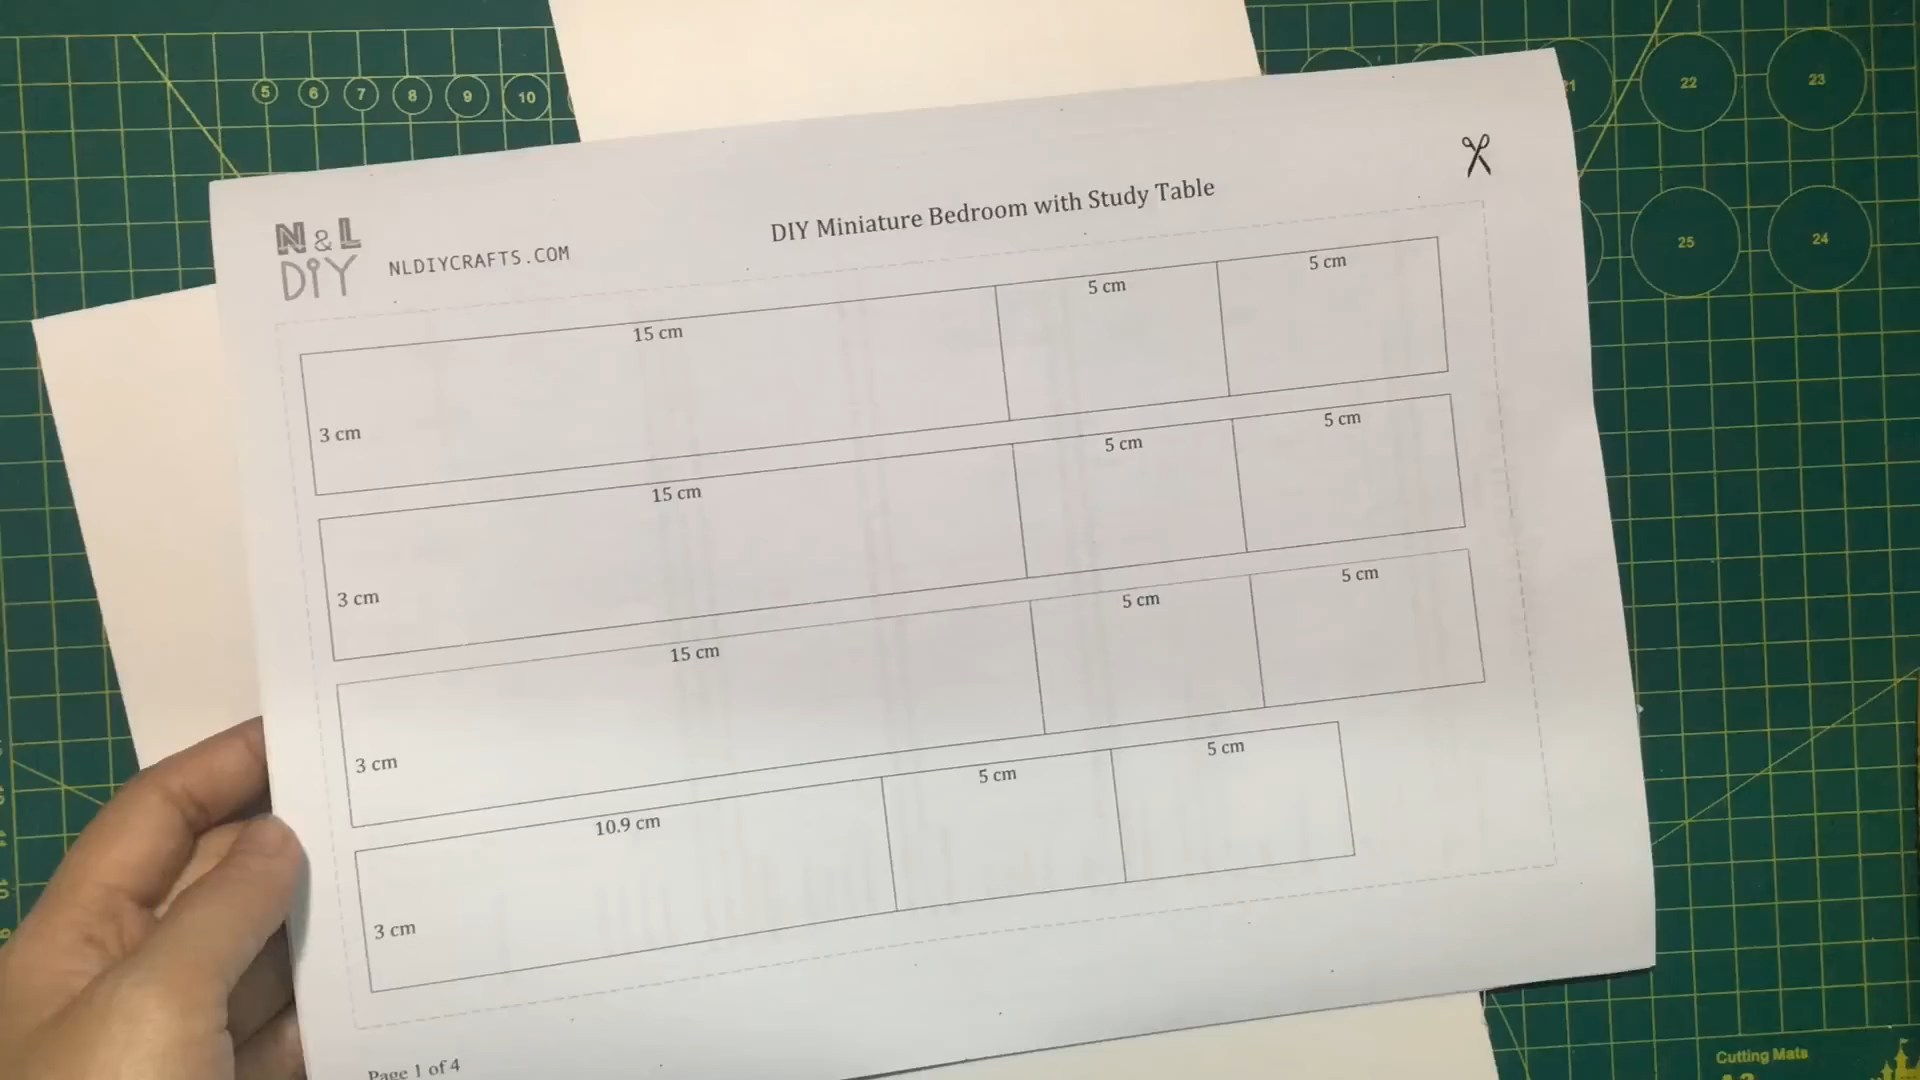 5 6 7 8 9 10
21 22 23
25 24
N & L
DIY
NLDIYCRAFTS.COM
DIY Miniature Bedroom with Study Table
15 cm 5 cm 5 cm
3 cm
15 cm 5 cm 5 cm
3 cm
15 cm 5 cm 5 cm
3 cm
10.9 cm 5 cm 5 cm
3 cm
Page 1 of 4
Cutting Mats